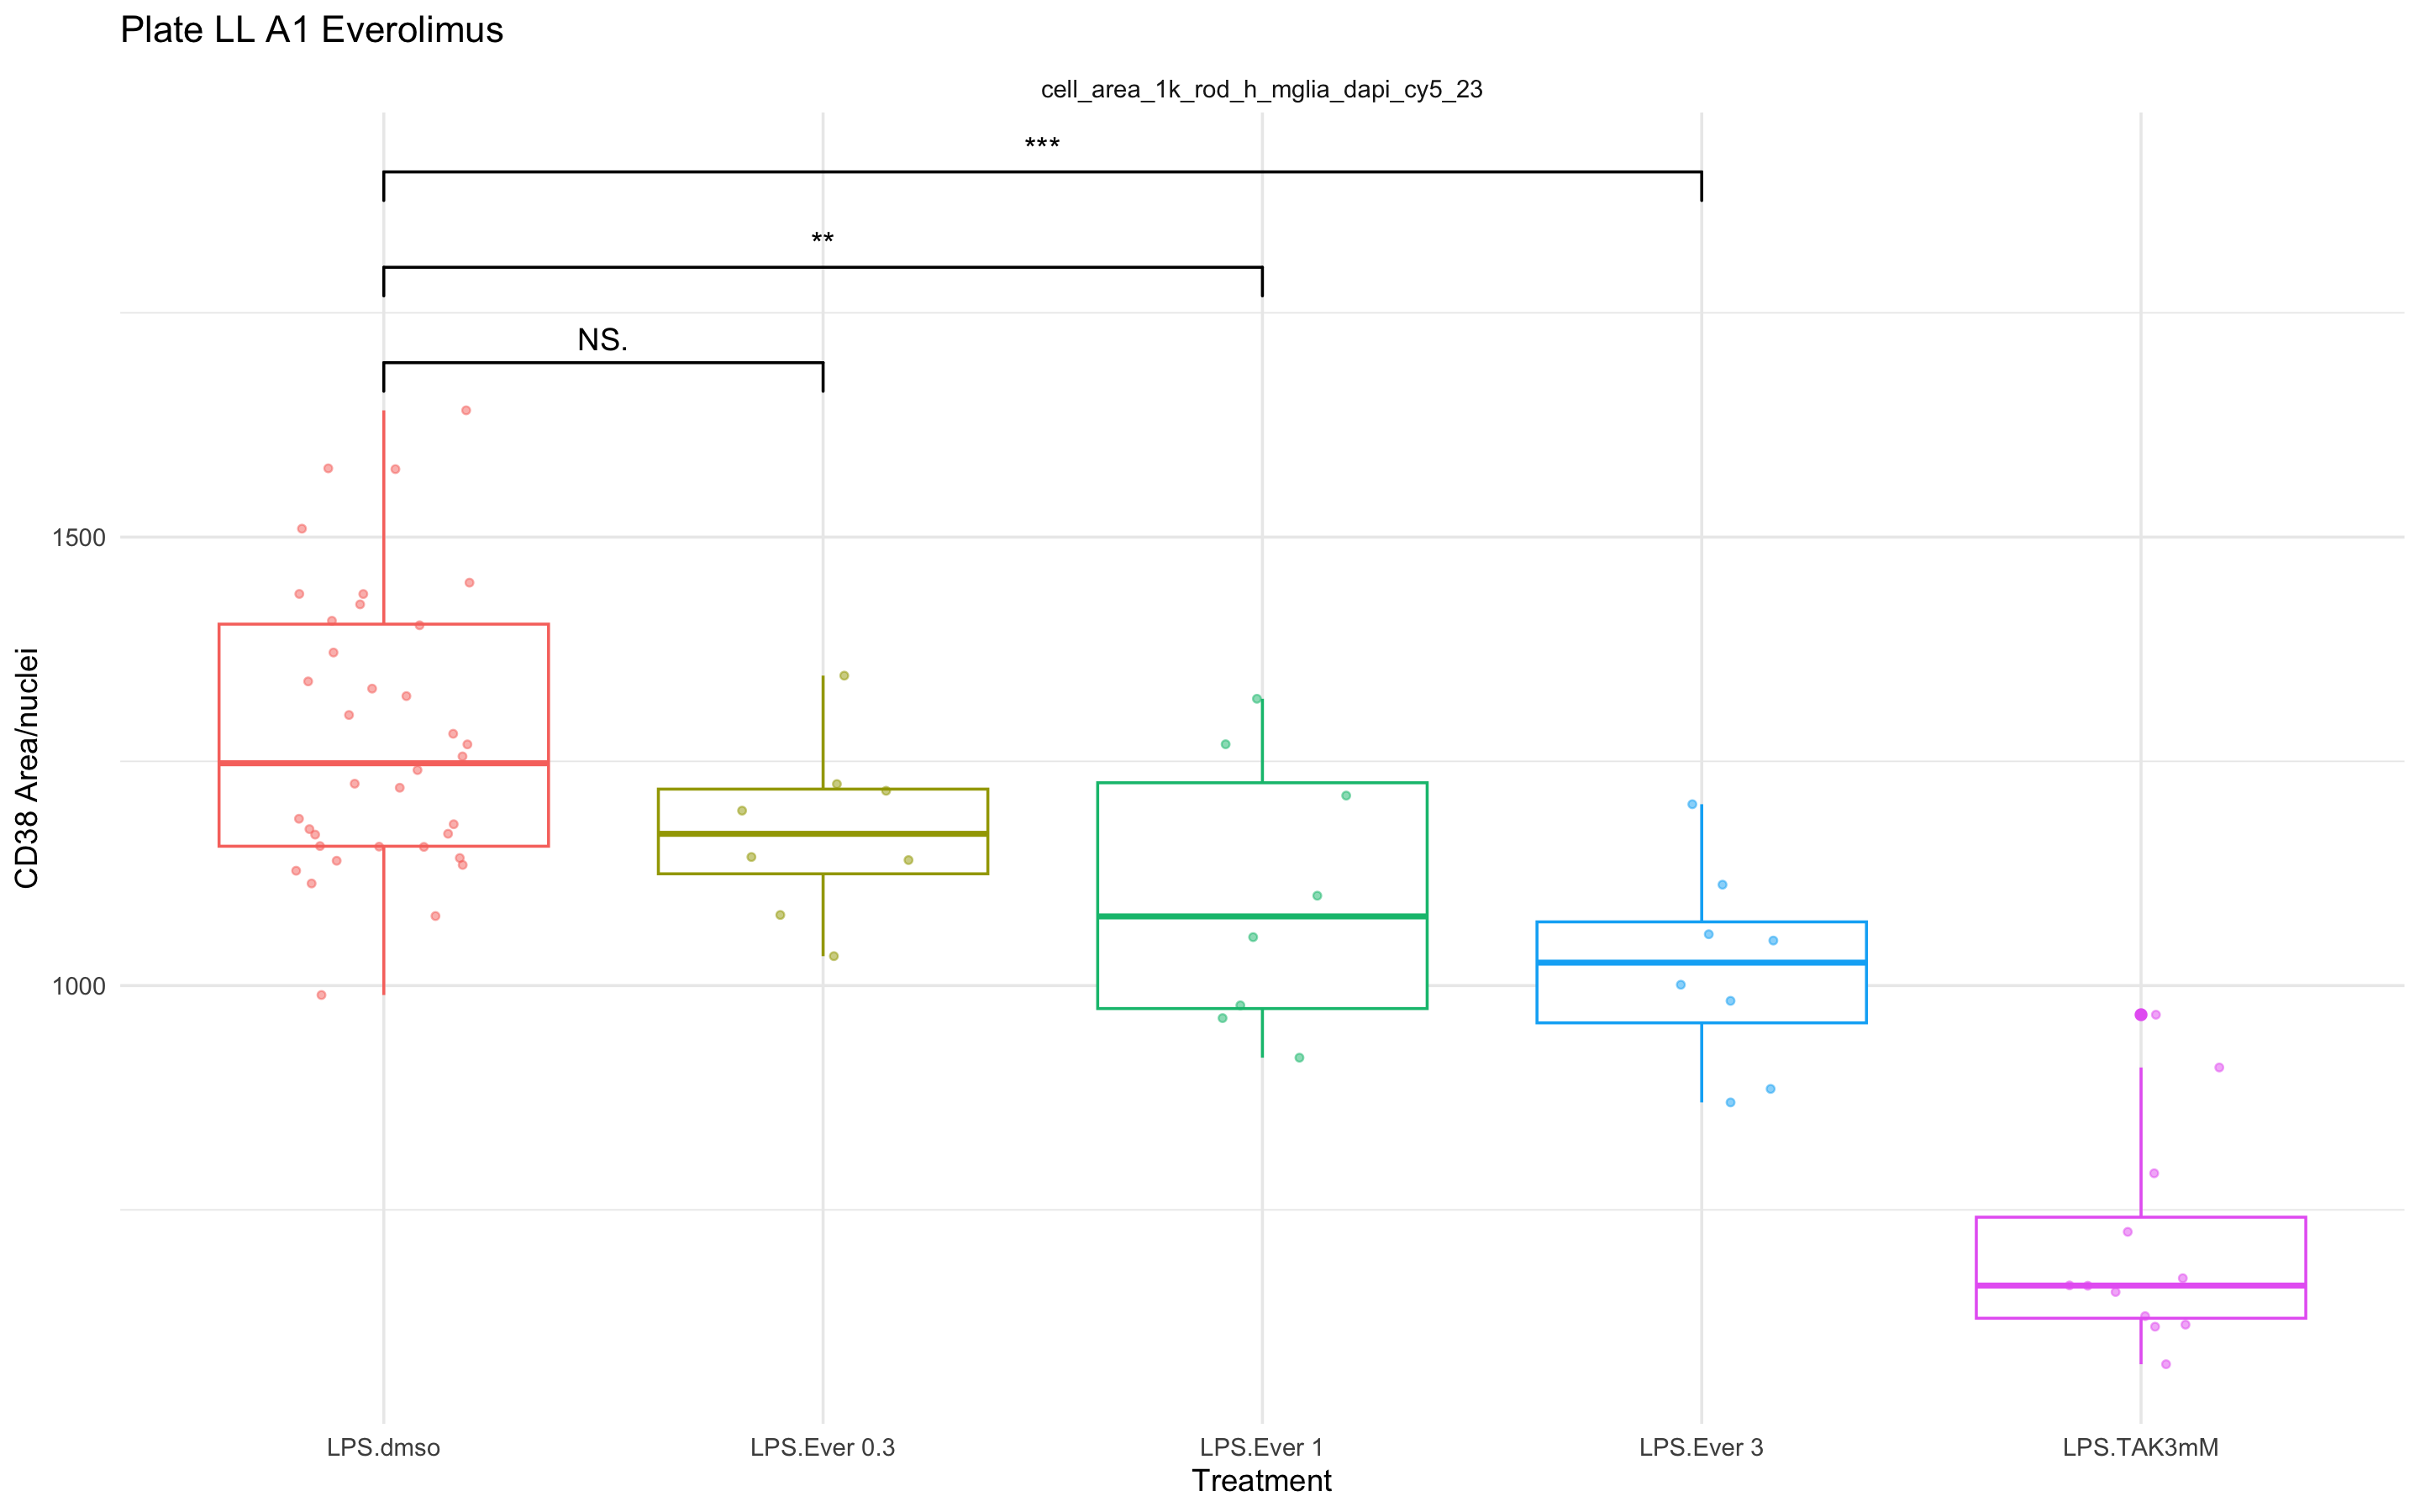 Plate LL A1 Everolimus
cell_area_1k_rod_h_mglia_dapi_cy5_23
***
**
NS.
1500
1000
CD38 Area/nuclei
LPS.dmso
LPS.Ever 0.3
LPS.Ever 1
LPS.Ever 3
LPS.TAK3mM
Treatment